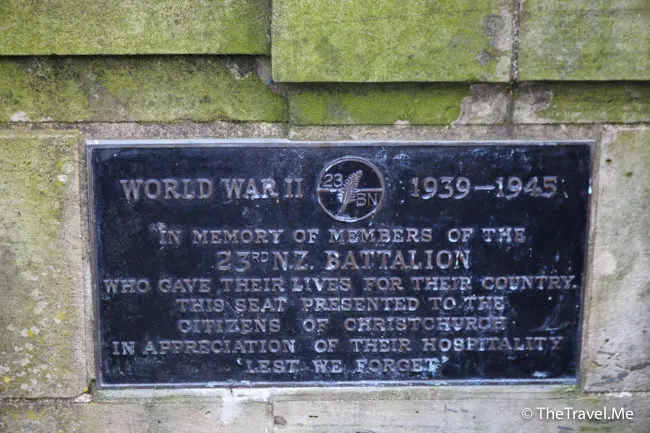 WORLD WAR II 23 BN 1939—1945
IN MEMORY OF MEMBERS OF THE
23RD N.Z. BATTALION
WHO GAVE THEIR LIVES FOR THEIR COUNTRY.
THIS SEAT PRESENTED TO THE
CITIZENS OF CHRISTCHURCH
IN APPRECIATION OF THEIR HOSPITALITY
'LEST WE FORGET'
©TheTravel.Me